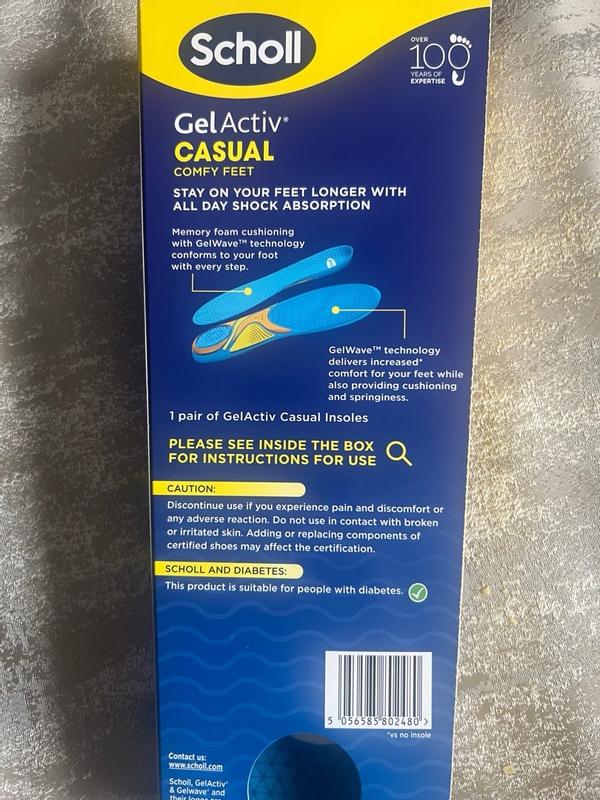 Scholl
OVER
100
YEARS OF
EXPERTISE
GelActiv®
CASUAL
COMFY FEET
STAY ON YOUR FEET LONGER WITH
ALL DAY SHOCK ABSORPTION
Memory foam cushioning
with GelWave™ technology
conforms to your foot
with every step.
GelWave™ technology
delivers increased*
comfort for your feet while
also providing cushioning
and springiness.
1 pair of GelActiv Casual Insoles
PLEASE SEE INSIDE THE BOX
FOR INSTRUCTIONS FOR USE
CAUTION:
Discontinue use if you experience pain and discomfort or
any adverse reaction. Do not use in contact with broken
or irritated skin. Adding or replacing components of
certified shoes may affect the certification.
SCHOLL AND DIABETES:
This product is suitable for people with diabetes.
5 056585 802480 >
*vs no insole
Contact us:
www.scholl.com
Scholl, GelActiv®
& Gelwave® and
their logos are